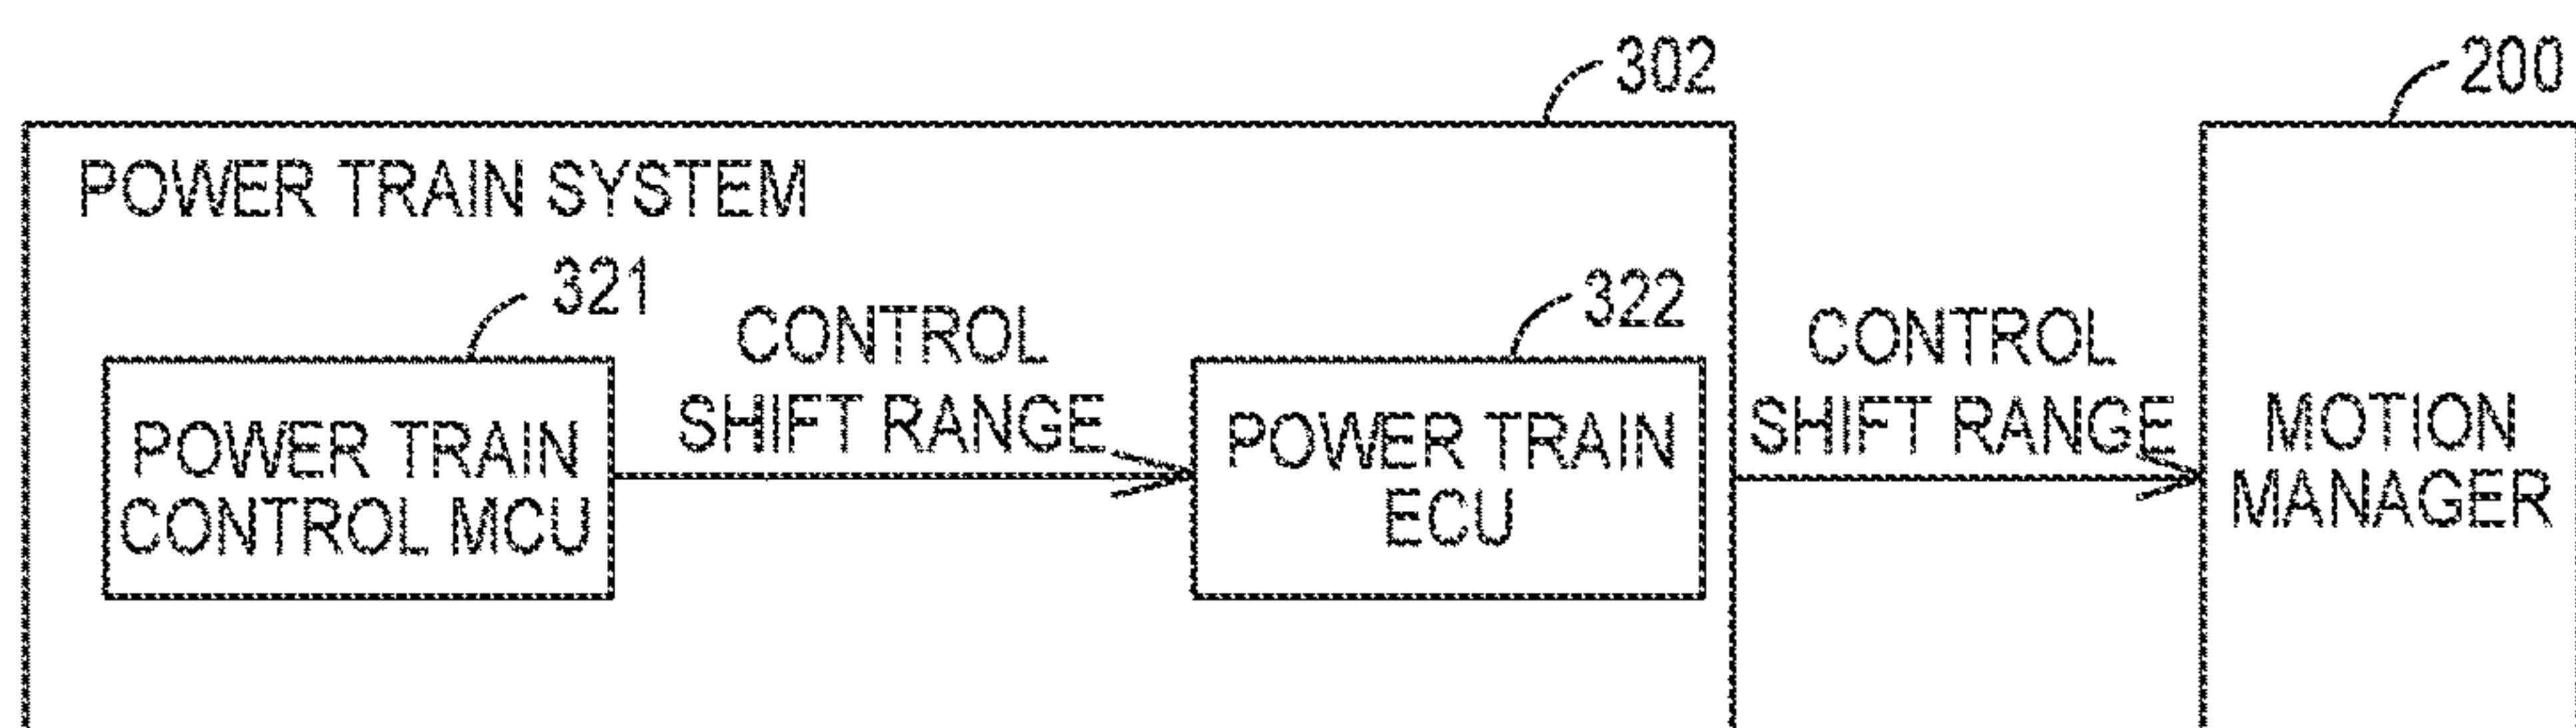 302
200
POWER TRAIN SYSTEM
321
322
CONTROL
SHIFT RANGE
CONTROL
SHIFT RANGE
POWER TRAIN
CONTROL MCU
POWER TRAIN
ECU
MOTION
MANAGER